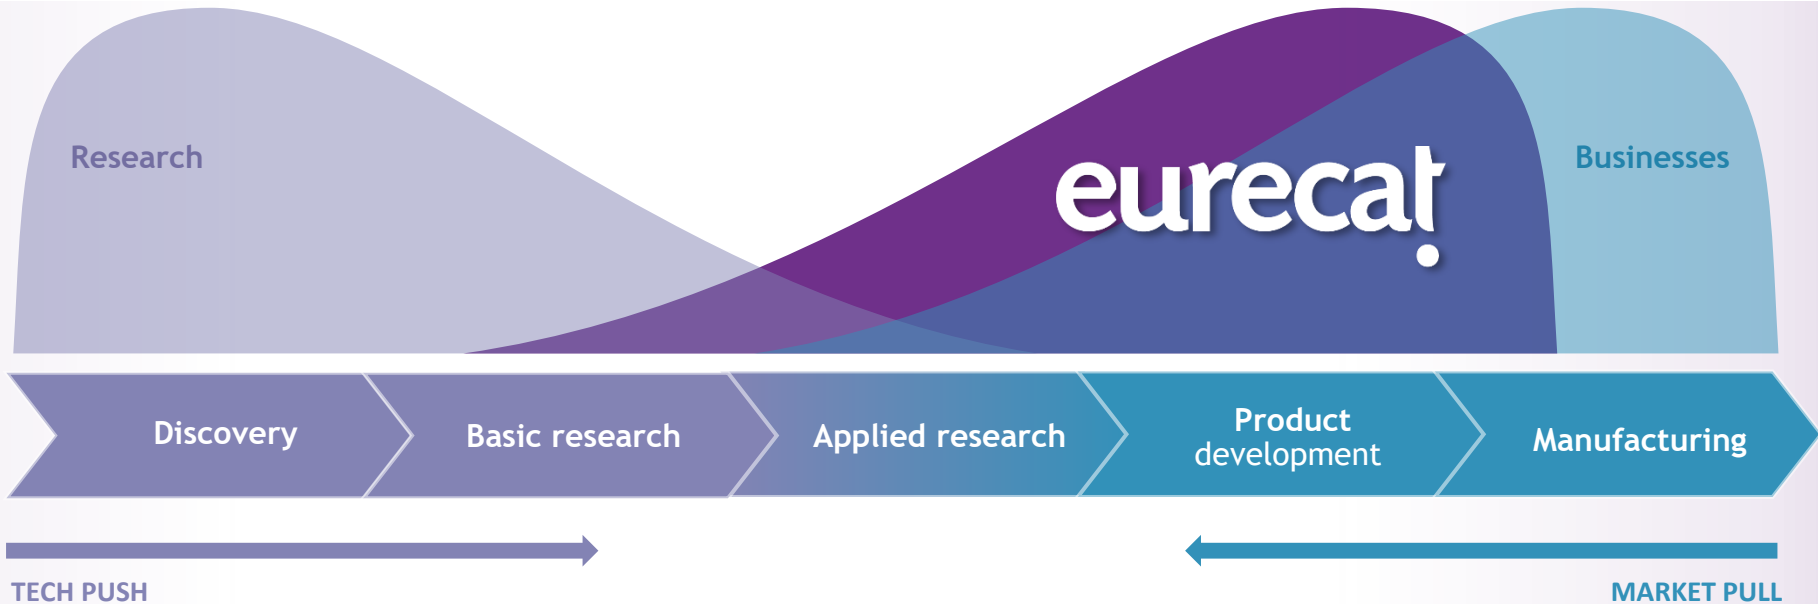 Research
eurecat
Businesses
Discovery
Basic research
Applied research
Product
development
Manufacturing
TECH PUSH
MARKET PULL